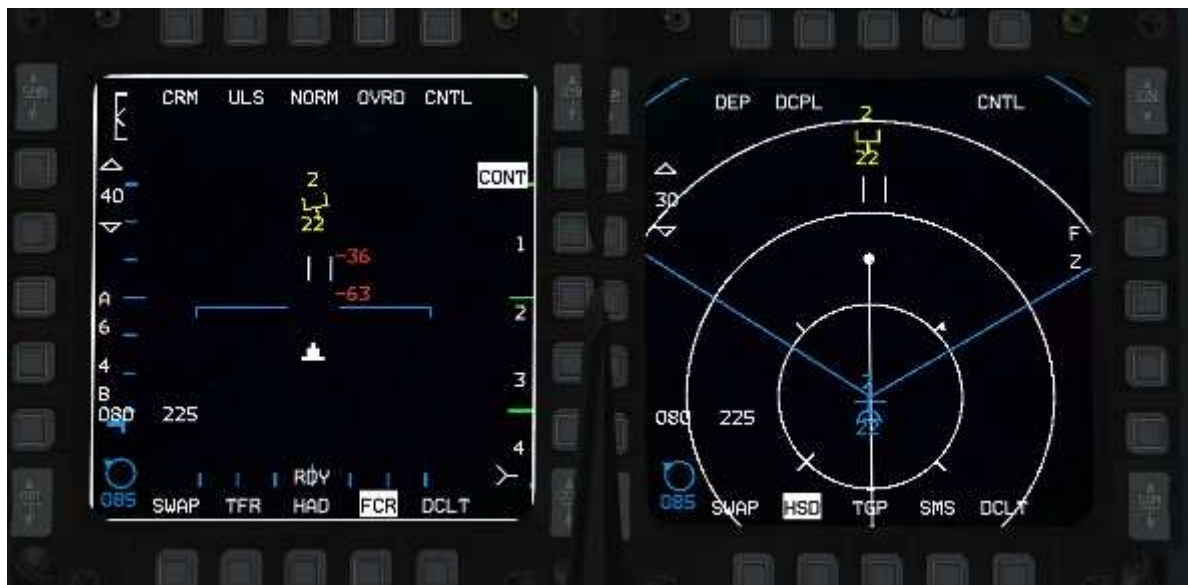 CRM ULS NORM OVRD CNTL
CONT
40
Z
22
-36
-63
1
2
3
4
A
6
4
B
080 225
085
RDY
SWAP TFR HAD FCR DCLT
DEP DCPL CNTL
2
22
30
F
Z
2
22
080 225
085
SWAP HSD TGP SMS DCLT